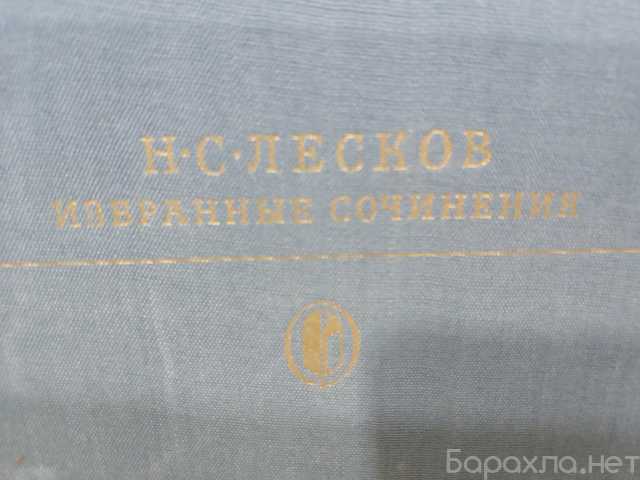 Н·С·ЛЕСКОВ
ИЗБРАННЫЕ СОЧИНЕНИЯ
Барахла.нет